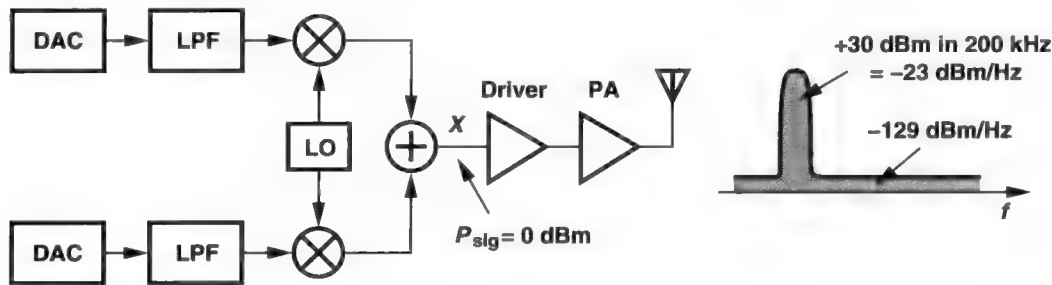 DAC
LPF
+30 dBm in 200 kHz
= −23 dBm/Hz
Driver
PA
X
LO
−129 dBm/Hz
f
Psig= 0 dBm
DAC
LPF